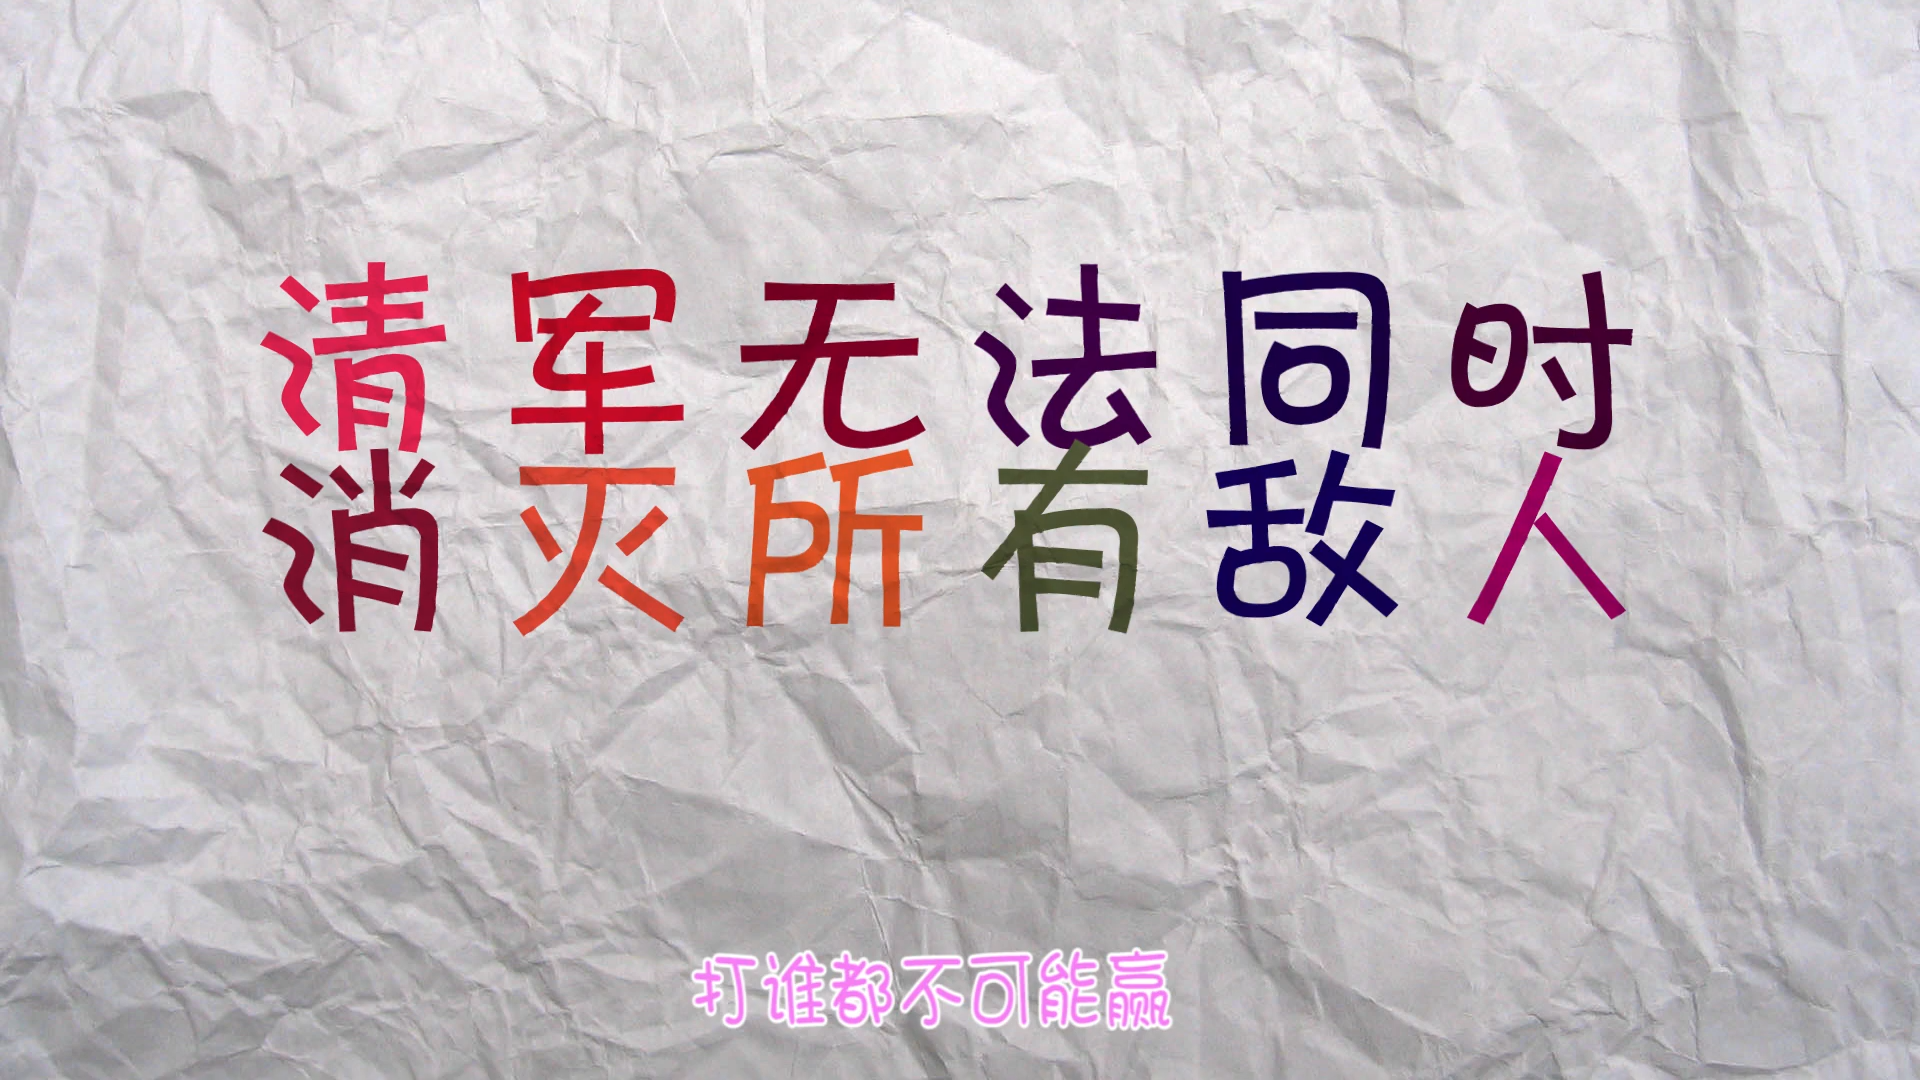 清军无法同时
消灭所有敌人
打谁都不可能赢